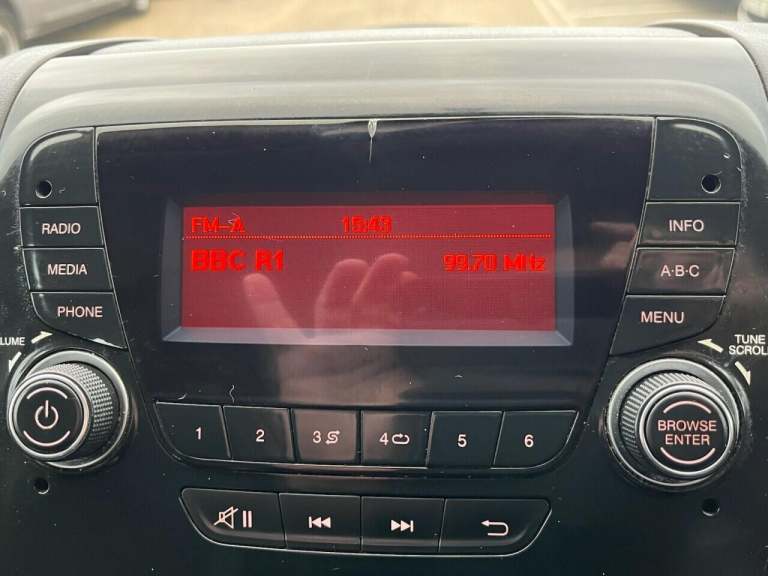 FM-A 15:43
BBC R1 99.70 MHz
RADIO
MEDIA
PHONE
INFO
A·B·C
MENU
TUNE
SCROLL
BROWSE
ENTER
1 2 3 4 5 6